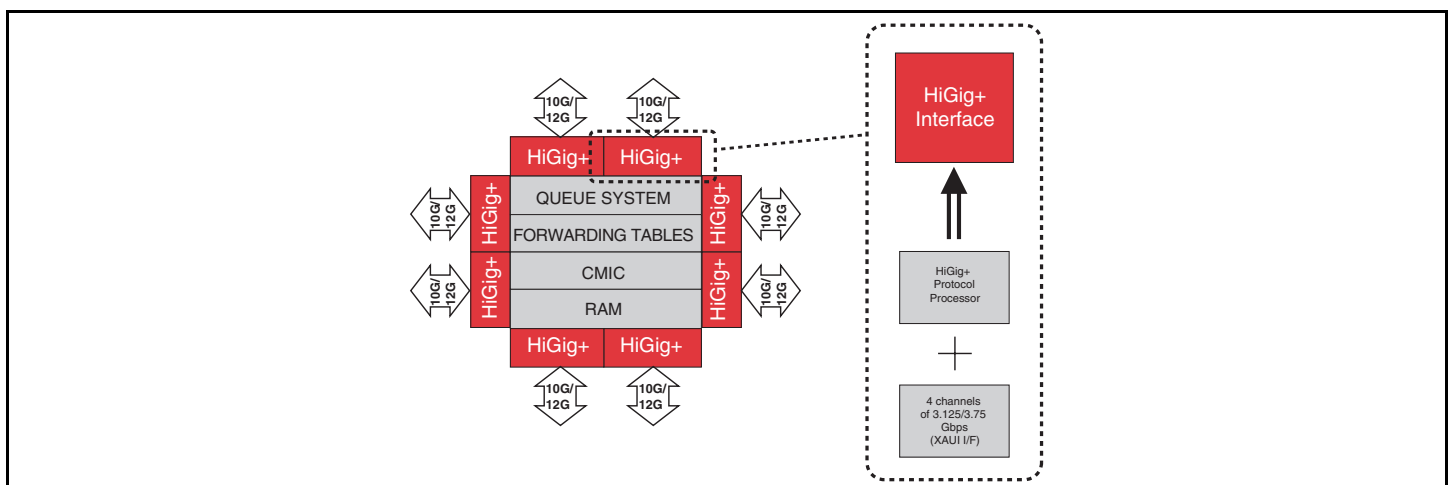 10G/
12G
10G/
12G
HiGig+
HiGig+
HiGig+
10G/
12G
QUEUE SYSTEM
HiGig+
10G/
12G
FORWARDING TABLES
HiGig+
10G/
12G
CMIC
HiGig+
10G/
12G
RAM
HiGig+
HiGig+
10G/
12G
10G/
12G
HiGig+
Interface
HiGig+
Protocol
Processor
+
4 channels
of 3.125/3.75
Gbps
(XAUI I/F)